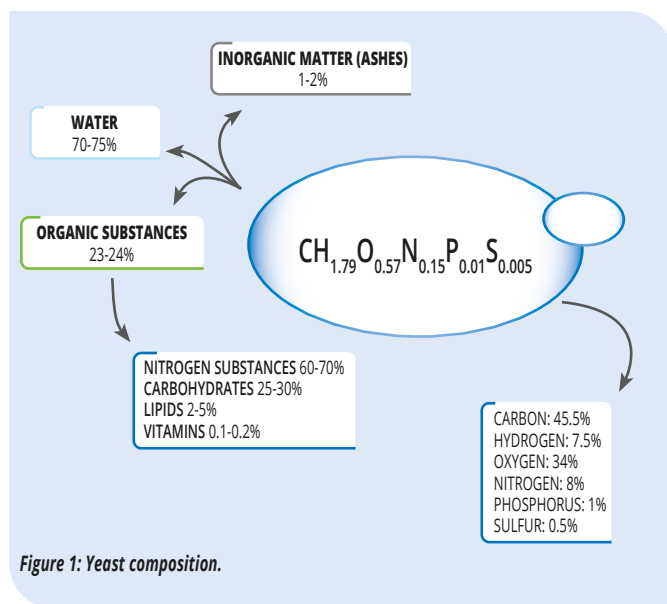 INORGANIC MATTER (ASHES)
1-2%
WATER
70-75%
ORGANIC SUBSTANCES
23-24%
CH1.79O0.57N0.15P0.01S0.005
NITROGEN SUBSTANCES 60-70%
CARBOHYDRATES 25-30%
LIPIDS 2-5%
VITAMINS 0.1-0.2%
CARBON: 45.5%
HYDROGEN: 7.5%
OXYGEN: 34%
NITROGEN: 8%
PHOSPHORUS: 1%
SULFUR: 0.5%
Figure 1: Yeast composition.